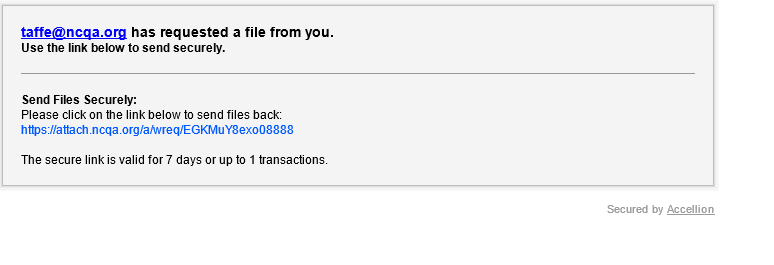 taffe@ncqa.org has requested a file from you.
Use the link below to send securely.
Send Files Securely:
Please click on the link below to send files back:
https://attach.ncqa.org/a/wreq/EGKMuY8exo08888
The secure link is valid for 7 days or up to 1 transactions.
Secured by Accellion